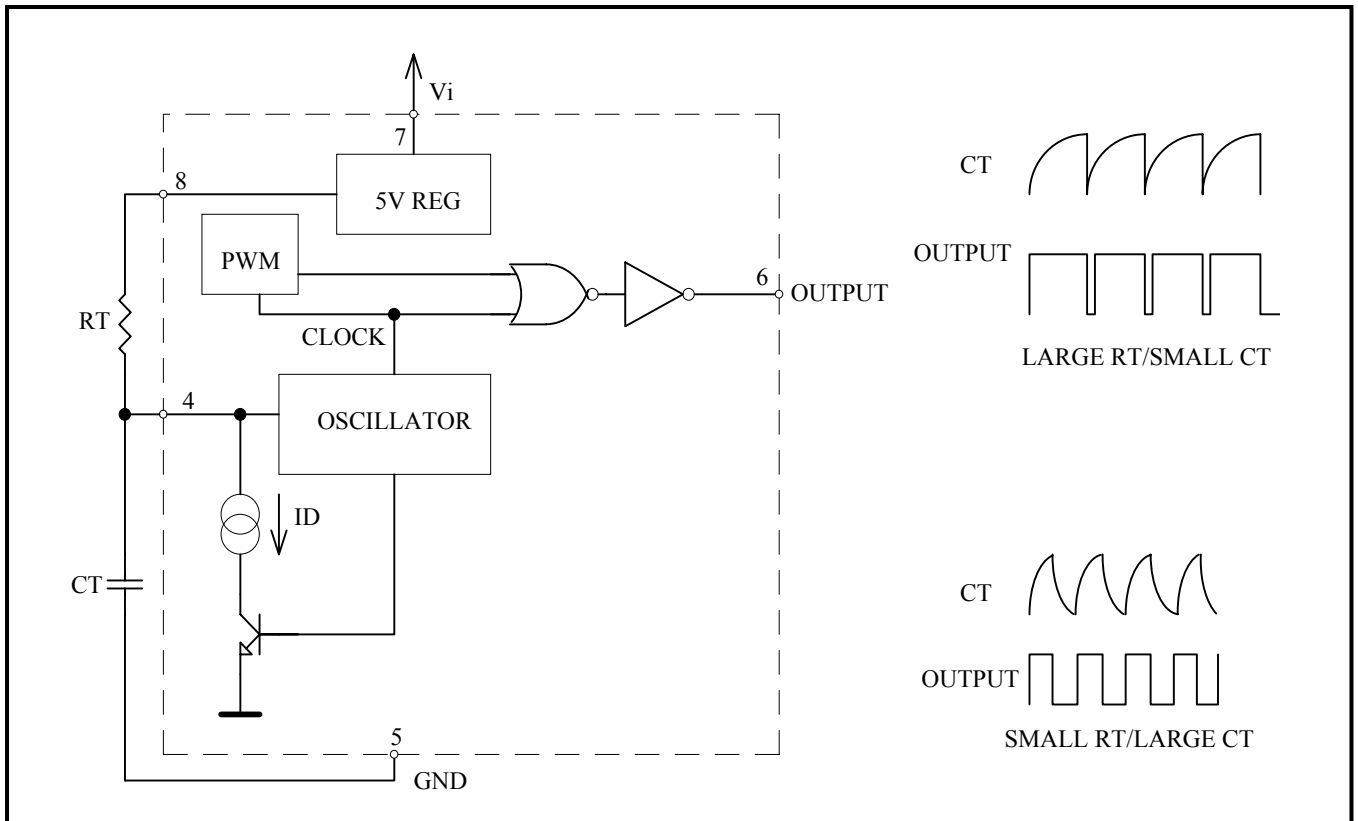 Vi
7
8
5V REG
PWM
6
OUTPUT
RT
CLOCK
4
OSCILLATOR
ID
CT
5
GND
CT
OUTPUT
LARGE RT/SMALL CT
CT
OUTPUT
SMALL RT/LARGE CT